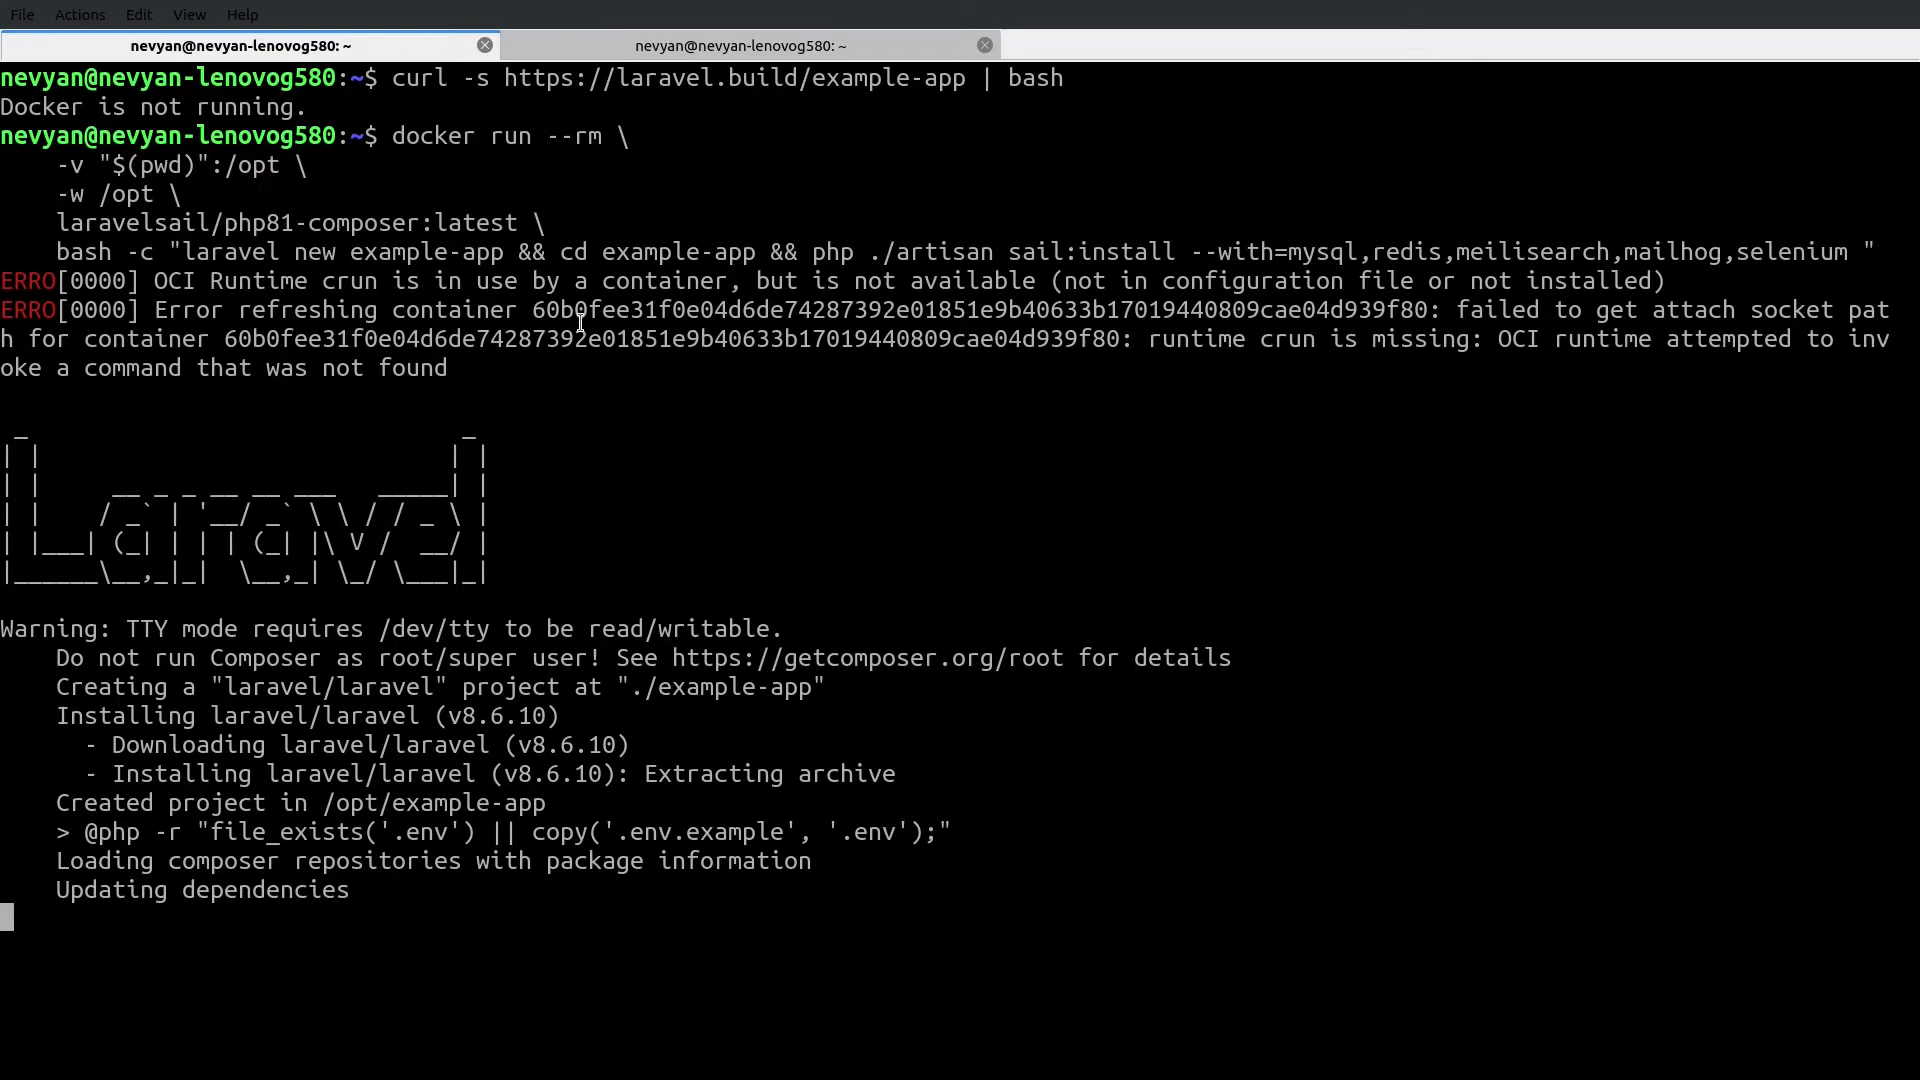 File Actions Edit View Help
nevyan@nevyan-lenovog580: ~ nevyan@nevyan-lenovog580: ~
nevyan@nevyan-lenovog580:~$ curl -s https://laravel.build/example-app | bash
Docker is not running.
nevyan@nevyan-lenovog580:~$ docker run --rm \
    -v "$(pwd)":/opt \
    -w /opt \
    laravelsail/php81-composer:latest \
    bash -c "laravel new example-app && cd example-app && php ./artisan sail:install --with=mysql,redis,meilisearch,mailhog,selenium "
ERRO[0000] OCI Runtime crun is in use by a container, but is not available (not in configuration file or not installed)
ERRO[0000] Error refreshing container 60b0fee31f0e04d6de74287392e01851e9b40633b17019440809cae04d939f80: failed to get attach socket pat
h for container 60b0fee31f0e04d6de74287392e01851e9b40633b17019440809cae04d939f80: runtime crun is missing: OCI runtime attempted to inv
oke a command that was not found
Laravel
Warning: TTY mode requires /dev/tty to be read/writable.
    Do not run Composer as root/super user! See https://getcomposer.org/root for details
    Creating a "laravel/laravel" project at "./example-app"
    Installing laravel/laravel (v8.6.10)
      - Downloading laravel/laravel (v8.6.10)
      - Installing laravel/laravel (v8.6.10): Extracting archive
    Created project in /opt/example-app
    > @php -r "file_exists('.env') || copy('.env.example', '.env');"
    Loading composer repositories with package information
    Updating dependencies